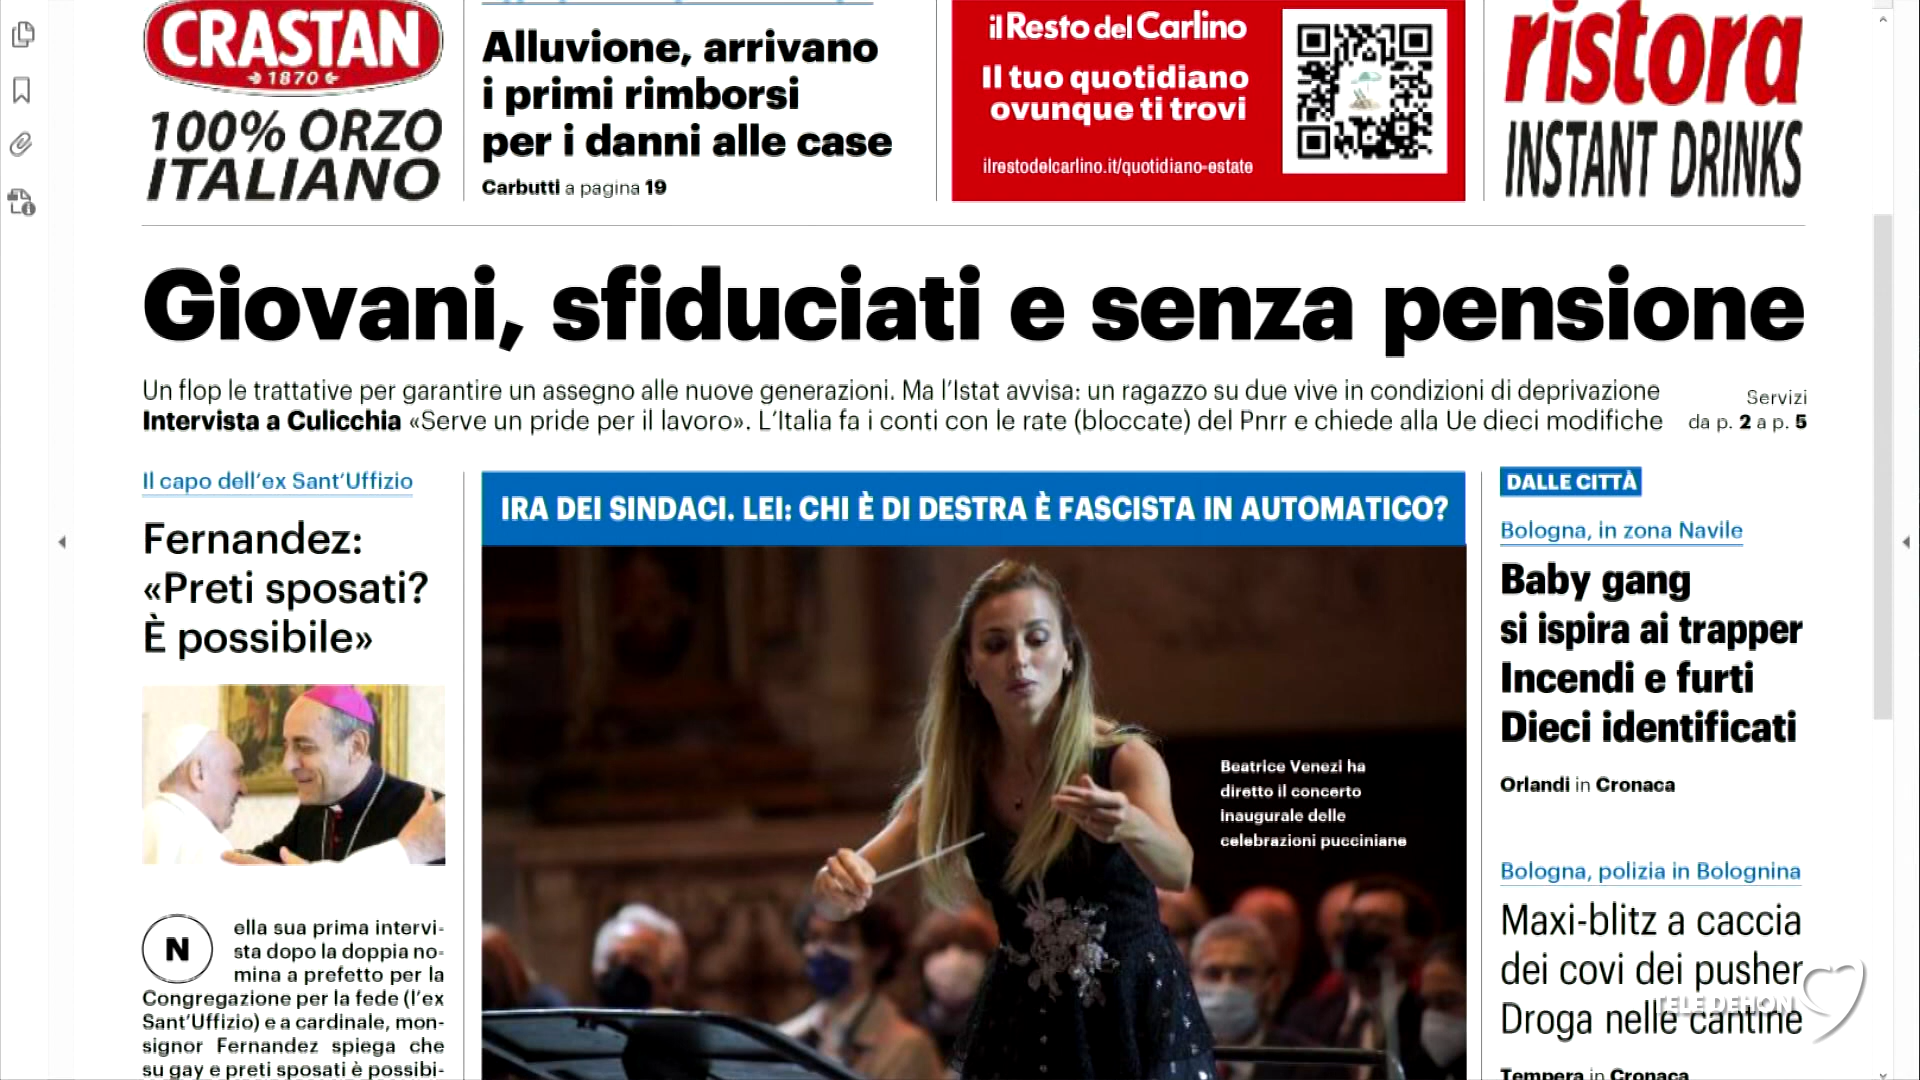 CRASTAN
1870
100% ORZO
ITALIANO
Alluvione, arrivano
i primi rimborsi
per i danni alle case
Carbutti a pagina 19
il Resto del Carlino
Il tuo quotidiano
ovunque ti trovi
ilrestodelcarlino.it/quotidiano-estate
ristora
INSTANT DRINKS
Giovani, sfiduciati e senza pensione
Un flop le trattative per garantire un assegno alle nuove generazioni. Ma l'Istat avvisa: un ragazzo su due vive in condizioni di deprivazione
Intervista a Culicchia «Serve un pride per il lavoro». L'Italia fa i conti con le rate (bloccate) del Pnrr e chiede alla Ue dieci modifiche
Servizi
da p. 2 a p. 5
Il capo dell'ex Sant'Uffizio
Fernandez:
«Preti sposati?
È possibile»
Nella sua prima intervi-
sta dopo la doppia no-
mina a prefetto per la
Congregazione per la fede (l'ex
Sant'Uffizio) e a cardinale, mon-
signor Fernandez spiega che
su gay e preti sposati è possibi-
IRA DEI SINDACI. LEI: CHI È DI DESTRA È FASCISTA IN AUTOMATICO?
Beatrice Venezi ha
diretto il concerto
inaugurale delle
celebrazioni pucciniane
DALLE CITTÀ
Bologna, in zona Navile
Baby gang
si ispira ai trapper
Incendi e furti
Dieci identificati
Orlandi in Cronaca
Bologna, polizia in Bolognina
Maxi-blitz a caccia
dei covi dei pusher
Droga nelle cantine
Tempera in Cronaca
TELE DEHON